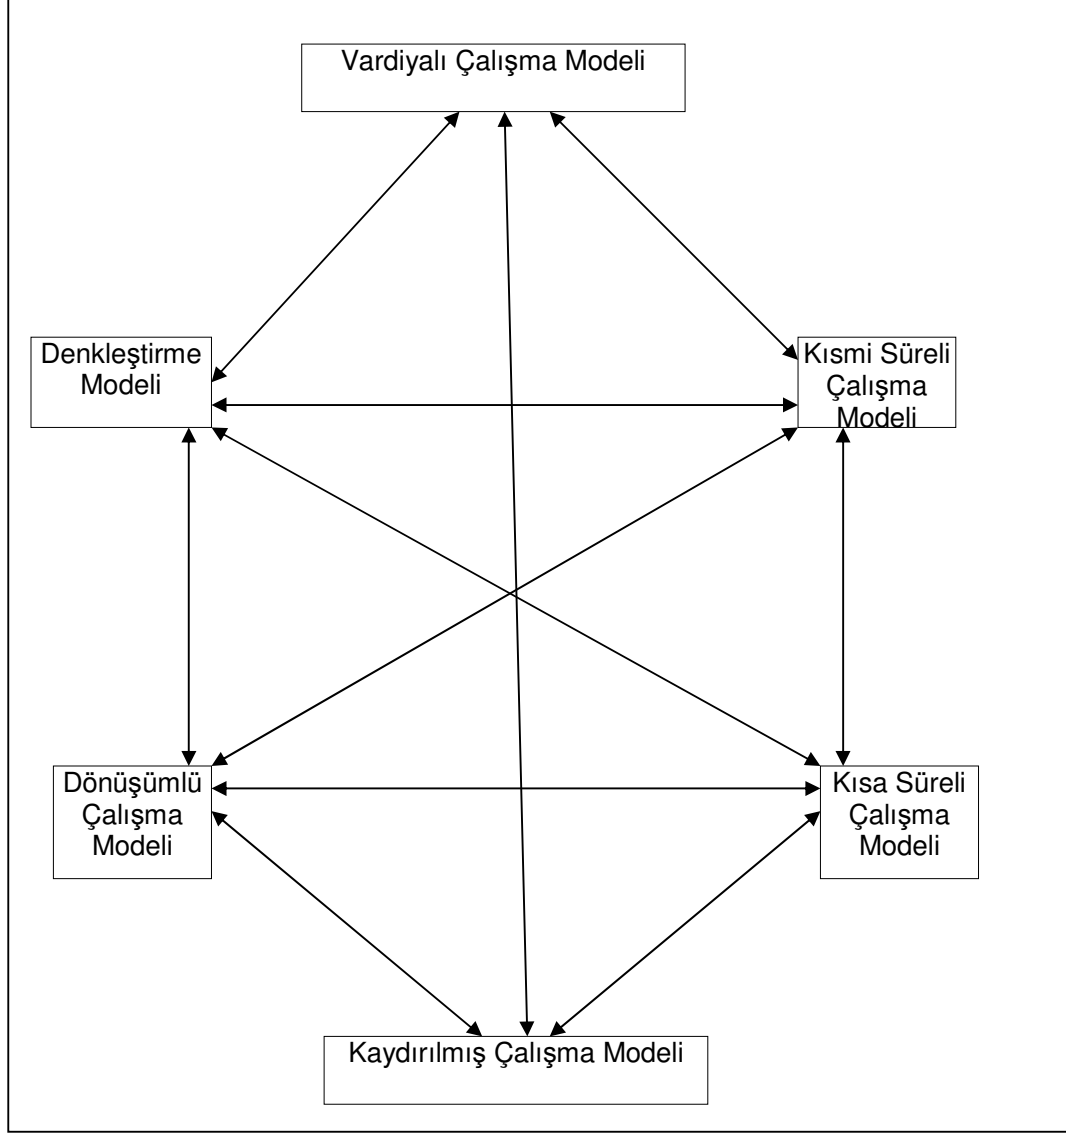 Vardiyalı Çalışma Modeli
Denkleştirme
Modeli
Kısmi Süreli
Çalışma
Modeli
Dönüşümlü
Çalışma
Modeli
Kısa Süreli
Çalışma
Modeli
Kaydırılmış Çalışma Modeli